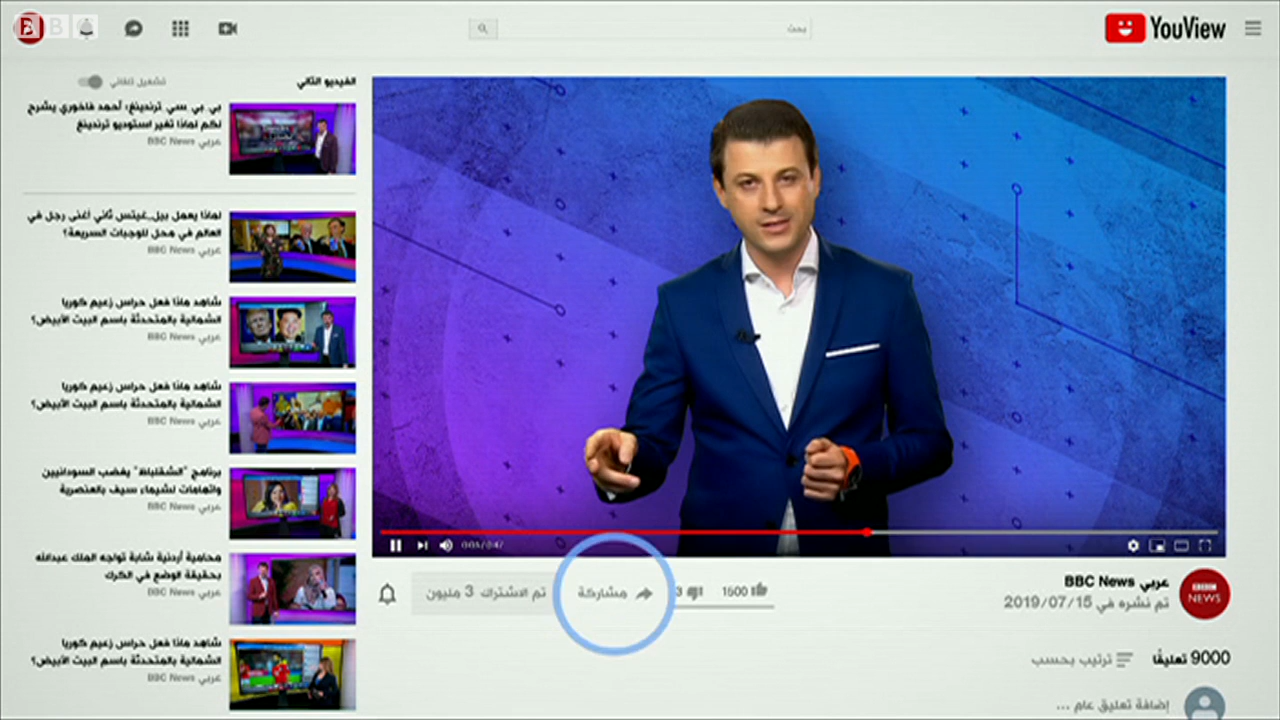 BBC
بحث
YouView
الفيديو التالي
تشغيل تلقائي
بي.بي.سي ترندينغ: أحمد فاخوري يشرح
لكم لماذا تغير استوديو ترندينغ
عربي BBC News
لماذا يعمل بيل_غيتس ثاني أغنى رجل في
العالم في محل للوجبات السريعة؟
عربي BBC News
شاهد ماذا فعل حراس زعيم كوريا
الشمالية بالمتحدثة باسم البيت الأبيض؟
عربي BBC News
شاهد ماذا فعل حراس زعيم كوريا
الشمالية بالمتحدثة باسم البيت الأبيض؟
عربي BBC News
برنامج "الشقلباظ" يغضب السودانيين
واتهامات لشيماء سيف بالعنصرية
عربي BBC News
محامية أردنية شابة تواجه الملك عبدالله
بحقيقة الوضع في الكرك
عربي BBC News
شاهد ماذا فعل حراس زعيم كوريا
الشمالية بالمتحدثة باسم البيت الأبيض؟
عربي BBC News
BBC
NEWS
عربي BBC News
تم نشره في 2019/07/15
1500
3
مشاركة
تم الاشتراك 3 مليون
9000 تعليقًا
ترتيب بحسب
إضافة تعليق عام ...